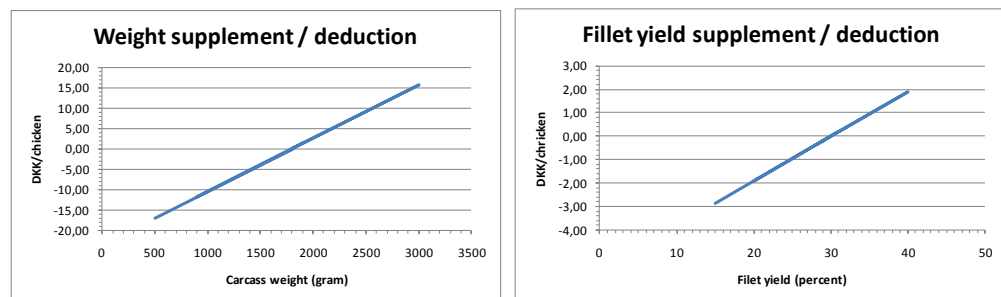 Weight supplement / deduction
20,00
15,00
10,00
5,00
0,00
-5,00
-10,00
-15,00
-20,00
DKK/chicken
0 500 1000 1500 2000 2500 3000 3500
Carcass weight (gram)
Fillet yield supplement / deduction
3,00
2,00
1,00
0,00
-1,00
-2,00
-3,00
-4,00
DKK/chricken
0 10 20 30 40 50
Filet yield (percent)